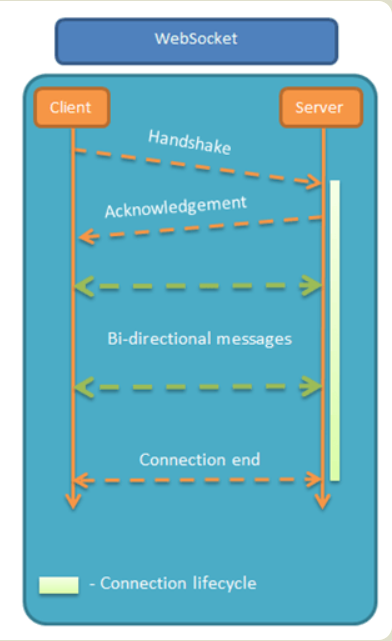 WebSocket
Client
Server
Handshake
Acknowledgement
Bi-directional messages
Connection end
- Connection lifecycle